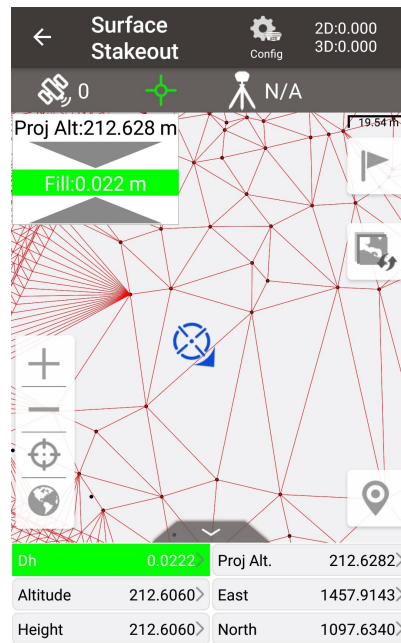 Surface
Stakeout
Config
2D:0.000
3D:0.000
0
N/A
Proj Alt:212.628 m
19.54 m
Fill:0.022 m
Dh 0.0222
Proj Alt. 212.6282
Altitude 212.6060
East 1457.9143
Height 212.6060
North 1097.6340